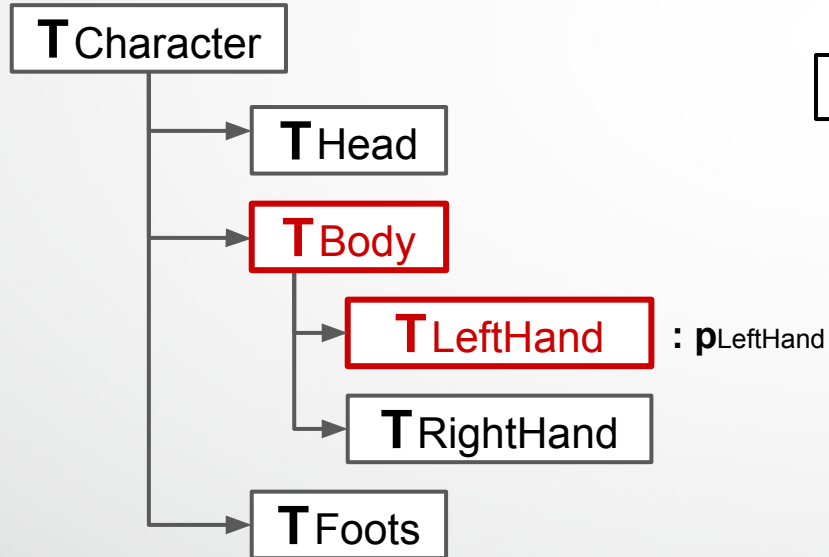 TCharacter
THead
TBody
TLeftHand : pLeftHand
TRightHand
TFoots